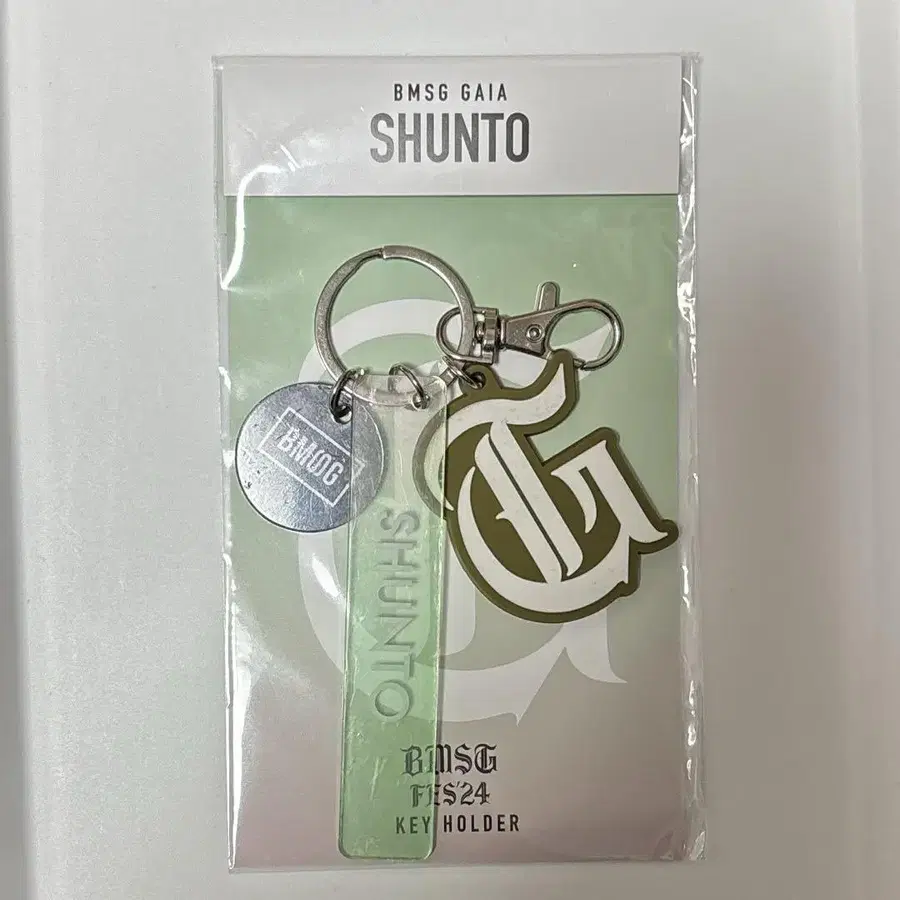 BMSG GAIA
SHUNTO
BMSG
SHUNTO
G
BMSG
FES'24
KEY HOLDER